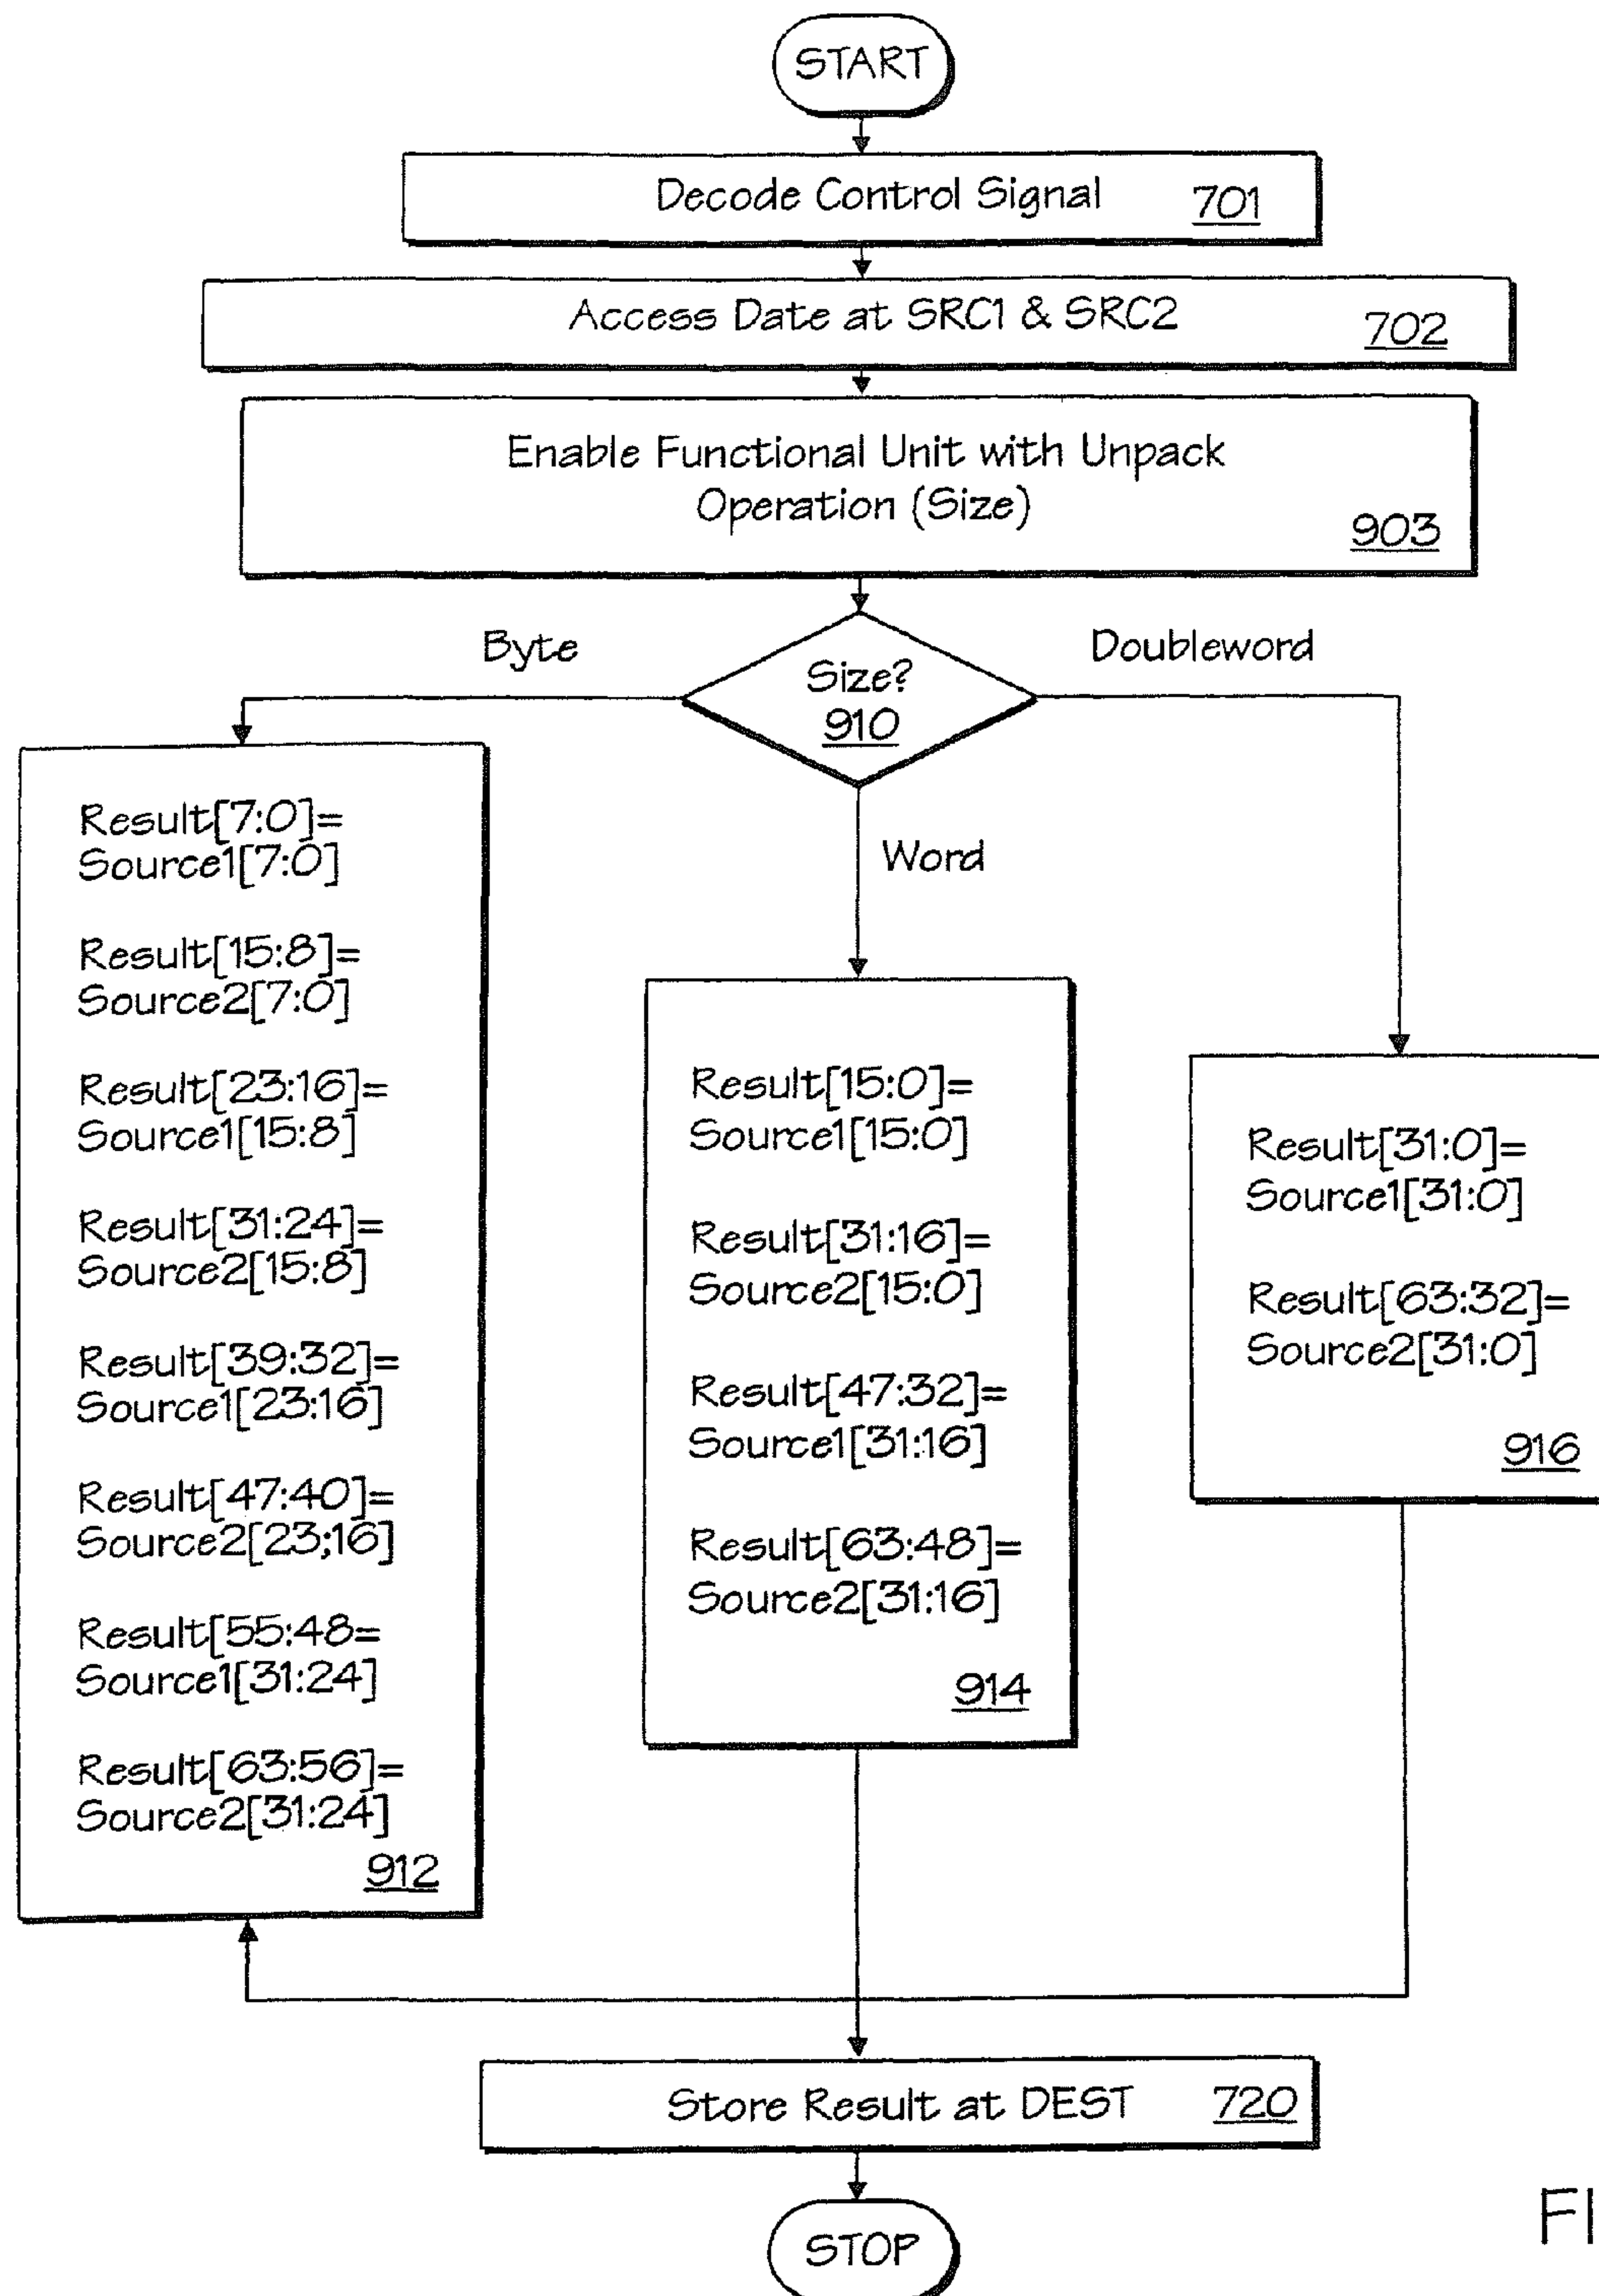 START
Decode Control Signal 701
Access Date at SRC1 & SRC2 702
Enable Functional Unit with Unpack
Operation (Size)
903
Byte
Size?
910
Doubleword
Word
Result[7:0]=
Source1[7:0]
Result[15:8]=
Source2[7:0]
Result[23:16]=
Source1[15:8]
Result[31:24]=
Source2[15:8]
Result[39:32]=
Source1[23:16]
Result[47:40]=
Source2[23;16]
Result[55:48=
Source1[31:24]
Result[63:56]=
Source2[31:24]
912
Result[15:0]=
Source1[15:0]
Result[31:16]=
Source2[15:0]
Result[47:32]=
Source1[31:16]
Result[63:48]=
Source2[31:16]
914
Result[31:0]=
Source1[31:0]
Result[63:32]=
Source2[31:0]
916
Store Result at DEST 720
STOP
FI